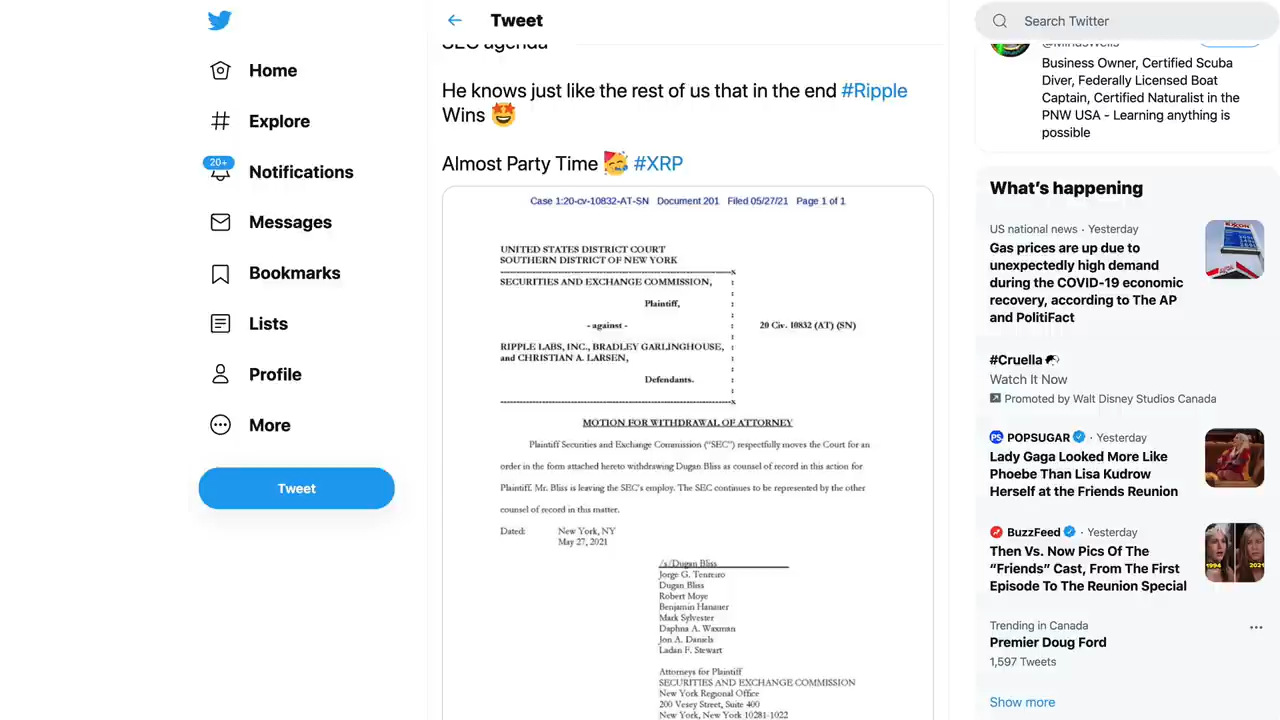 Home
Explore
20+
Notifications
Messages
Bookmarks
Lists
Profile
More
Tweet
Tweet
SEC agenda
He knows just like the rest of us that in the end #Ripple
Wins 🤩
Almost Party Time 🥳 #XRP
Case 1:20-cv-10832-AT-SN Document 201 Filed 05/27/21 Page 1 of 1
UNITED STATES DISTRICT COURT
SOUTHERN DISTRICT OF NEW YORK
SECURITIES AND EXCHANGE COMMISSION,
Plaintiff,
- against -
20 Civ. 10832 (AT) (SN)
RIPPLE LABS, INC., BRADLEY GARLINGHOUSE,
and CHRISTIAN A. LARSEN,
Defendants.
MOTION FOR WITHDRAWAL OF ATTORNEY
Plaintiff Securities and Exchange Commission ("SEC") respectfully moves the Court for an
order in the form attached hereto withdrawing Dugan Bliss as counsel of record in this action for
Plaintiff. Mr. Bliss is leaving the SEC's employ. The SEC continues to be represented by the other
counsel of record in this matter.
Dated: New York, NY
May 27, 2021
/s/Dugan Bliss
Jorge G. Tenreiro
Dugan Bliss
Robert Moye
Benjamin Hanauer
Mark Sylvester
Daphna A. Waxman
Jon A. Daniels
Ladan F. Stewart
Attorneys for Plaintiff
SECURITIES AND EXCHANGE COMMISSION
New York Regional Office
200 Vesey Street, Suite 400
New York, New York 10281-1022
Search Twitter
Business Owner, Certified Scuba
Diver, Federally Licensed Boat
Captain, Certified Naturalist in the
PNW USA - Learning anything is
possible
What's happening
US national news · Yesterday
Gas prices are up due to
unexpectedly high demand
during the COVID-19 economic
recovery, according to The AP
and PolitiFact
#Cruella
Watch It Now
Promoted by Walt Disney Studios Canada
POPSUGAR · Yesterday
Lady Gaga Looked More Like
Phoebe Than Lisa Kudrow
Herself at the Friends Reunion
BuzzFeed · Yesterday
Then Vs. Now Pics Of The
"Friends" Cast, From The First
Episode To The Reunion Special
1994
2021
Trending in Canada
Premier Doug Ford
1,597 Tweets
Show more